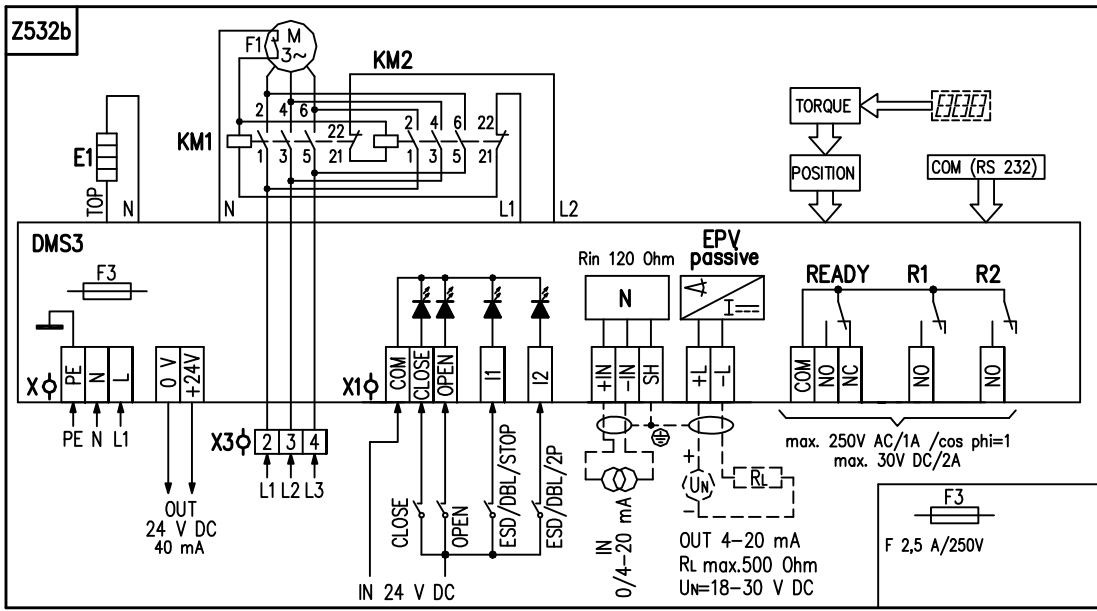 Z532b
F1
M
3~
KM2
2 4 6
2 4 6 22
KM1
22
1 3 5 21
1 3 5 21
E1
TOP
N
N
L1
L2
TORQUE
POSITION
COM (RS 232)
DMS3
F3
Rin 120 Ohm
EPV
passive
N
I
READY
R1
R2
X
PE
N
L
0 V
+24V
X1
COM
CLOSE
OPEN
I1
I2
+IN
-IN
SH
+L
-L
COM
NO
NC
NO
NO
PE N L1
X3
2 3 4
L1 L2 L3
OUT
24 V DC
40 mA
CLOSE
OPEN
ESD/DBL/STOP
ESD/DBL/2P
IN 24 V DC
IN
0/4-20 mA
+
UN
-
RL
OUT 4-20 mA
RL max.500 Ohm
UN=18-30 V DC
max. 250V AC/1A /cos phi=1
max. 30V DC/2A
F3
F 2,5 A/250V